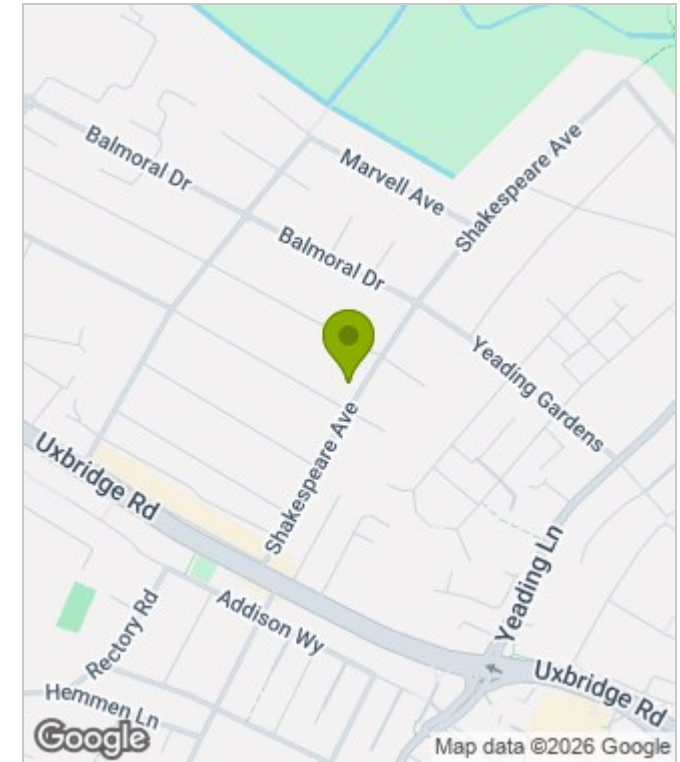 Balmoral Dr
Marvell Ave
Shakespeare Ave
Balmoral Dr
Yeading Gardens
Uxbridge Rd
Shakespeare Ave
Yeading Ln
Rectory Rd
Addison Wy
Hemmen Ln
Uxbridge Rd
Google
Map data ©2026 Google